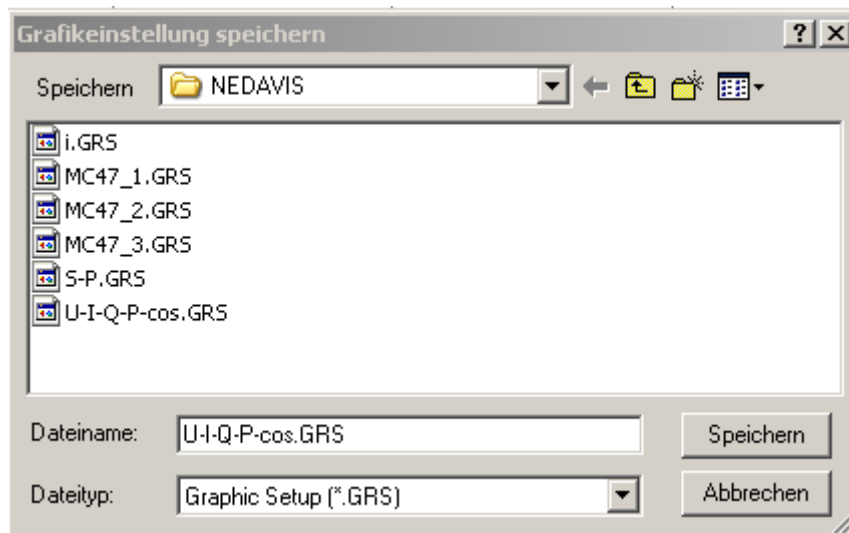 Grafikeinstellung speichern
Speichern NEDAVIS
i.GRS
MC47_1.GRS
MC47_2.GRS
MC47_3.GRS
S-P.GRS
U-I-Q-P-cos.GRS
Dateiname: U-I-Q-P-cos.GRS Speichern
Dateityp: Graphic Setup (*.GRS) Abbrechen